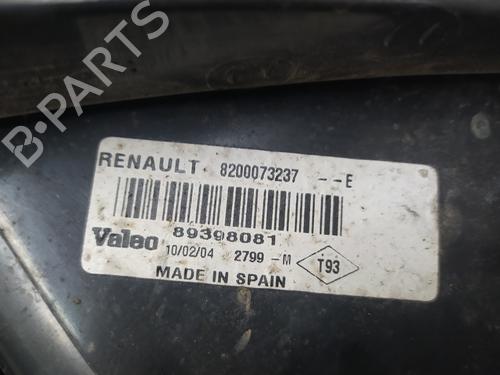 RENAULT 8200073237 --E
89398081
Valeo 10/02/04 2799-M T93
MADE IN SPAIN
B-PARTS